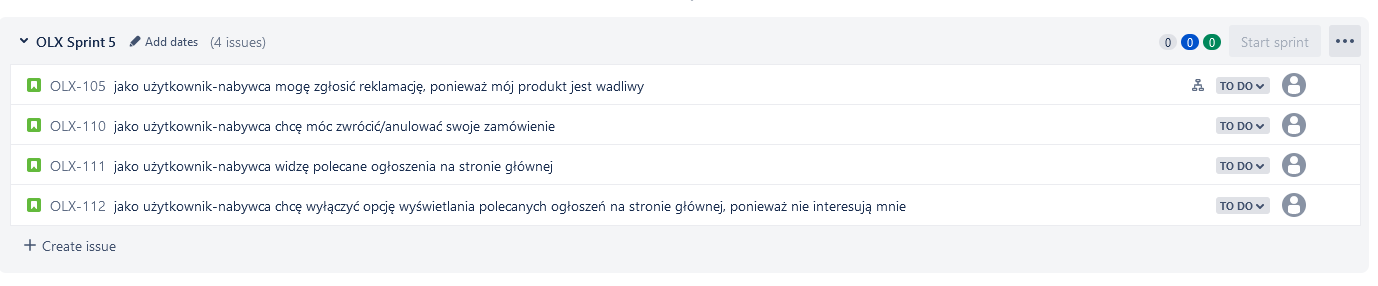 OLX Sprint 5 Add dates (4 issues) 0 0 0 Start sprint
OLX-105 jako użytkownik-nabywca mogę zgłosić reklamację, ponieważ mój produkt jest wadliwy TO DO
OLX-110 jako użytkownik-nabywca chcę móc zwrócić/anulować swoje zamówienie TO DO
OLX-111 jako użytkownik-nabywca widzę polecane ogłoszenia na stronie głównej TO DO
OLX-112 jako użytkownik-nabywca chcę wyłączyć opcję wyświetlania polecanych ogłoszeń na stronie głównej, ponieważ nie interesują mnie TO DO
Create issue